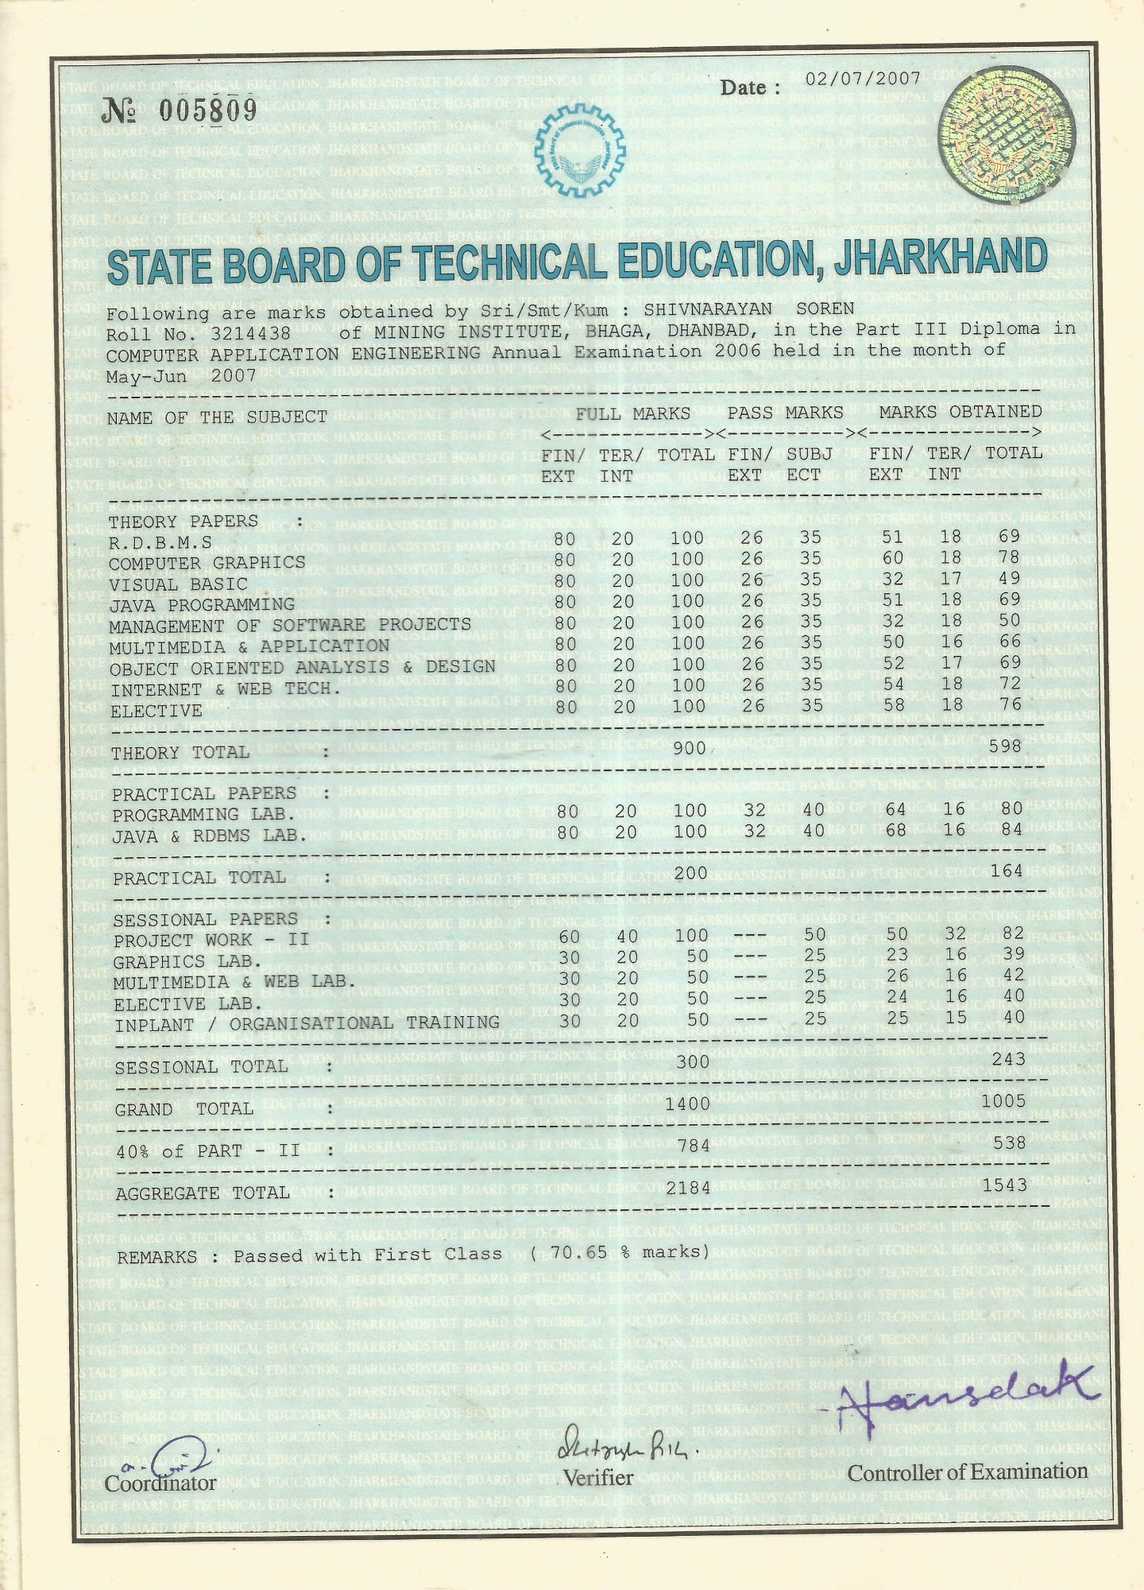 № 005809
Date : 02/07/2007
STATE BOARD OF TECHNICAL EDUCATION, JHARKHAND
Following are marks obtained by Sri/Smt/Kum : SHIVNARAYAN SOREN
Roll No. 3214438 of MINING INSTITUTE, BHAGA, DHANBAD, in the Part III Diploma in
COMPUTER APPLICATION ENGINEERING Annual Examination 2006 held in the month of
May-Jun 2007
NAME OF THE SUBJECT FULL MARKS PASS MARKS MARKS OBTAINED
<-------------><----------><-------------->
FIN/ TER/ TOTAL FIN/ SUBJ FIN/ TER/ TOTAL
EXT INT EXT ECT EXT INT
THEORY PAPERS :
R.D.B.M.S 80 20 100 26 35 51 18 69
COMPUTER GRAPHICS 80 20 100 26 35 60 18 78
VISUAL BASIC 80 20 100 26 35 32 17 49
JAVA PROGRAMMING 80 20 100 26 35 51 18 69
MANAGEMENT OF SOFTWARE PROJECTS 80 20 100 26 35 32 18 50
MULTIMEDIA & APPLICATION 80 20 100 26 35 50 16 66
OBJECT ORIENTED ANALYSIS & DESIGN 80 20 100 26 35 52 17 69
INTERNET & WEB TECH. 80 20 100 26 35 54 18 72
ELECTIVE 80 20 100 26 35 58 18 76
THEORY TOTAL : 900 598
PRACTICAL PAPERS :
PROGRAMMING LAB. 80 20 100 32 40 64 16 80
JAVA & RDBMS LAB. 80 20 100 32 40 68 16 84
PRACTICAL TOTAL : 200 164
SESSIONAL PAPERS :
PROJECT WORK - II 60 40 100 --- 50 50 32 82
GRAPHICS LAB. 30 20 50 --- 25 23 16 39
MULTIMEDIA & WEB LAB. 30 20 50 --- 25 26 16 42
ELECTIVE LAB. 30 20 50 --- 25 24 16 40
INPLANT / ORGANISATIONAL TRAINING 30 20 50 --- 25 25 15 40
SESSIONAL TOTAL : 300 243
GRAND TOTAL : 1400 1005
40% of PART - II : 784 538
AGGREGATE TOTAL : 2184 1543
REMARKS : Passed with First Class ( 70.65 % marks)
Hansdak
Coordinator Verifier Controller of Examination